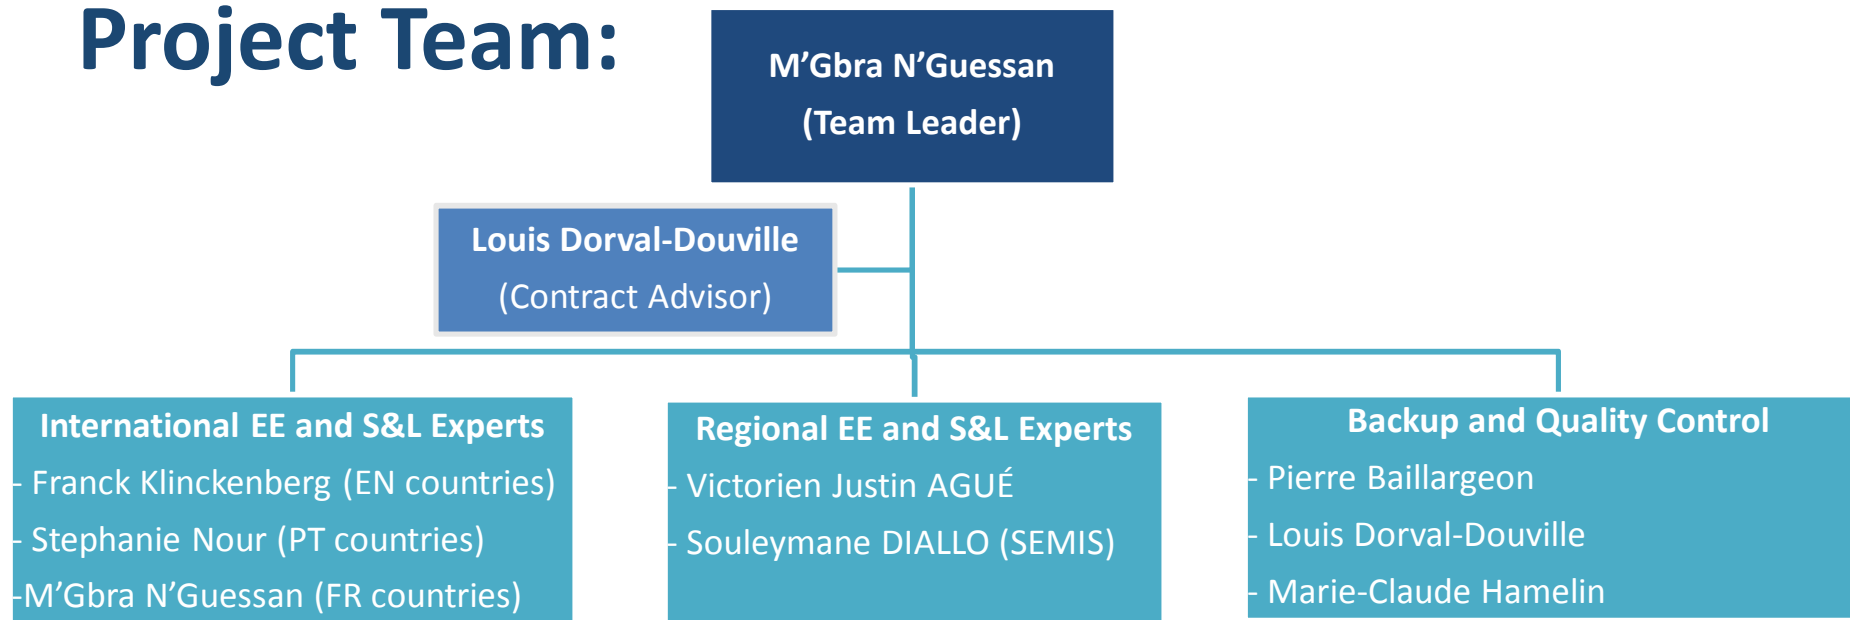 Project Team:
M’Gbra N’Guessan
(Team Leader)
Louis Dorval-Douville
(Contract Advisor)
International EE and S&L Experts
- Franck Klinckenberg (EN countries)
- Stephanie Nour (PT countries)
-M’Gbra N’Guessan (FR countries)
Regional EE and S&L Experts
- Victorien Justin AGUÉ
- Souleymane DIALLO (SEMIS)
Backup and Quality Control
- Pierre Baillargeon
- Louis Dorval-Douville
- Marie-Claude Hamelin